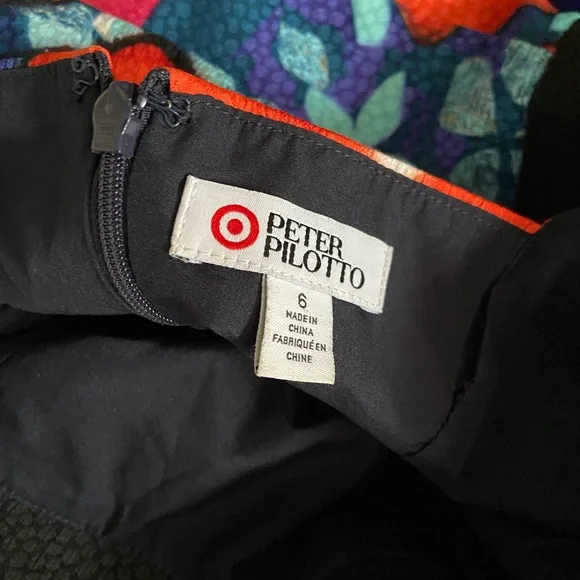 PETER
PILOTTO
6
MADE IN
CHINA
FABRIQUÉ EN
CHINE